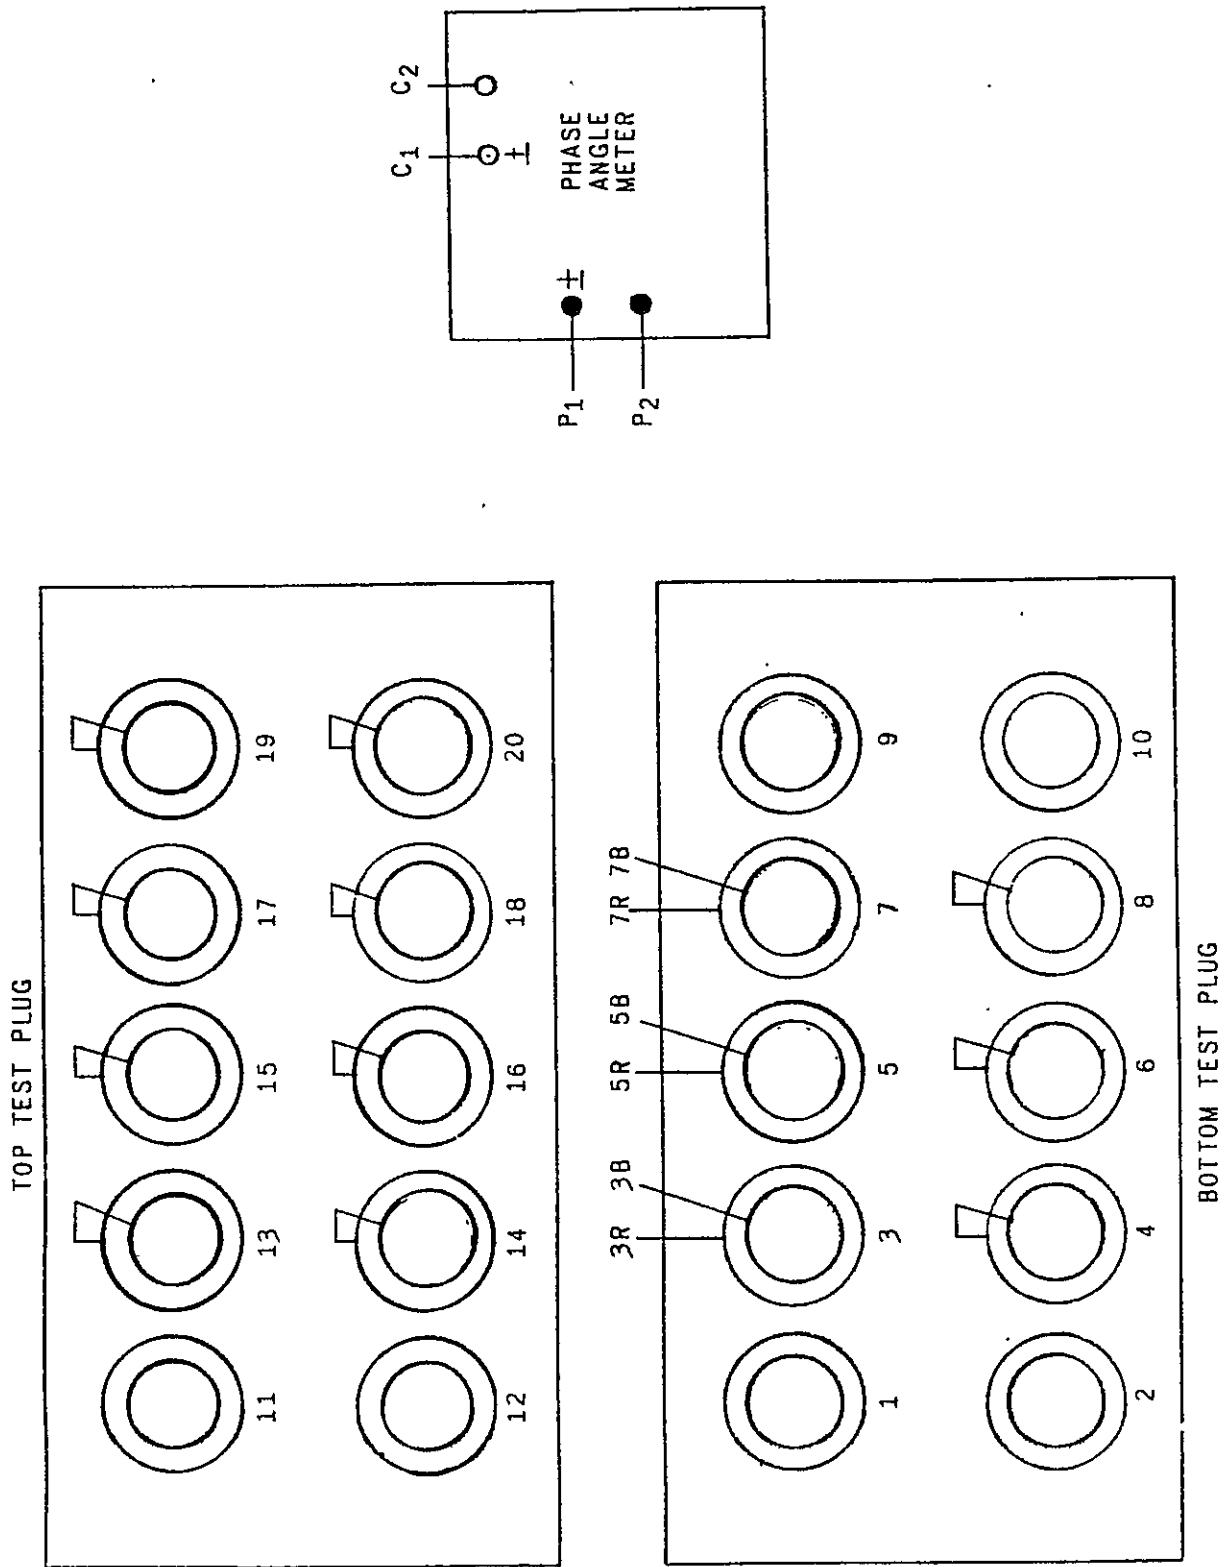 TOP TEST PLUG
11 13 15 17 19
12 14 16 18 20
3R 3B 5R 5B 7R 7B
1 3 5 7 9
2 4 6 8 10
BOTTOM TEST PLUG
P1 ±
P2
C1 ±
C2
PHASE
ANGLE
METER